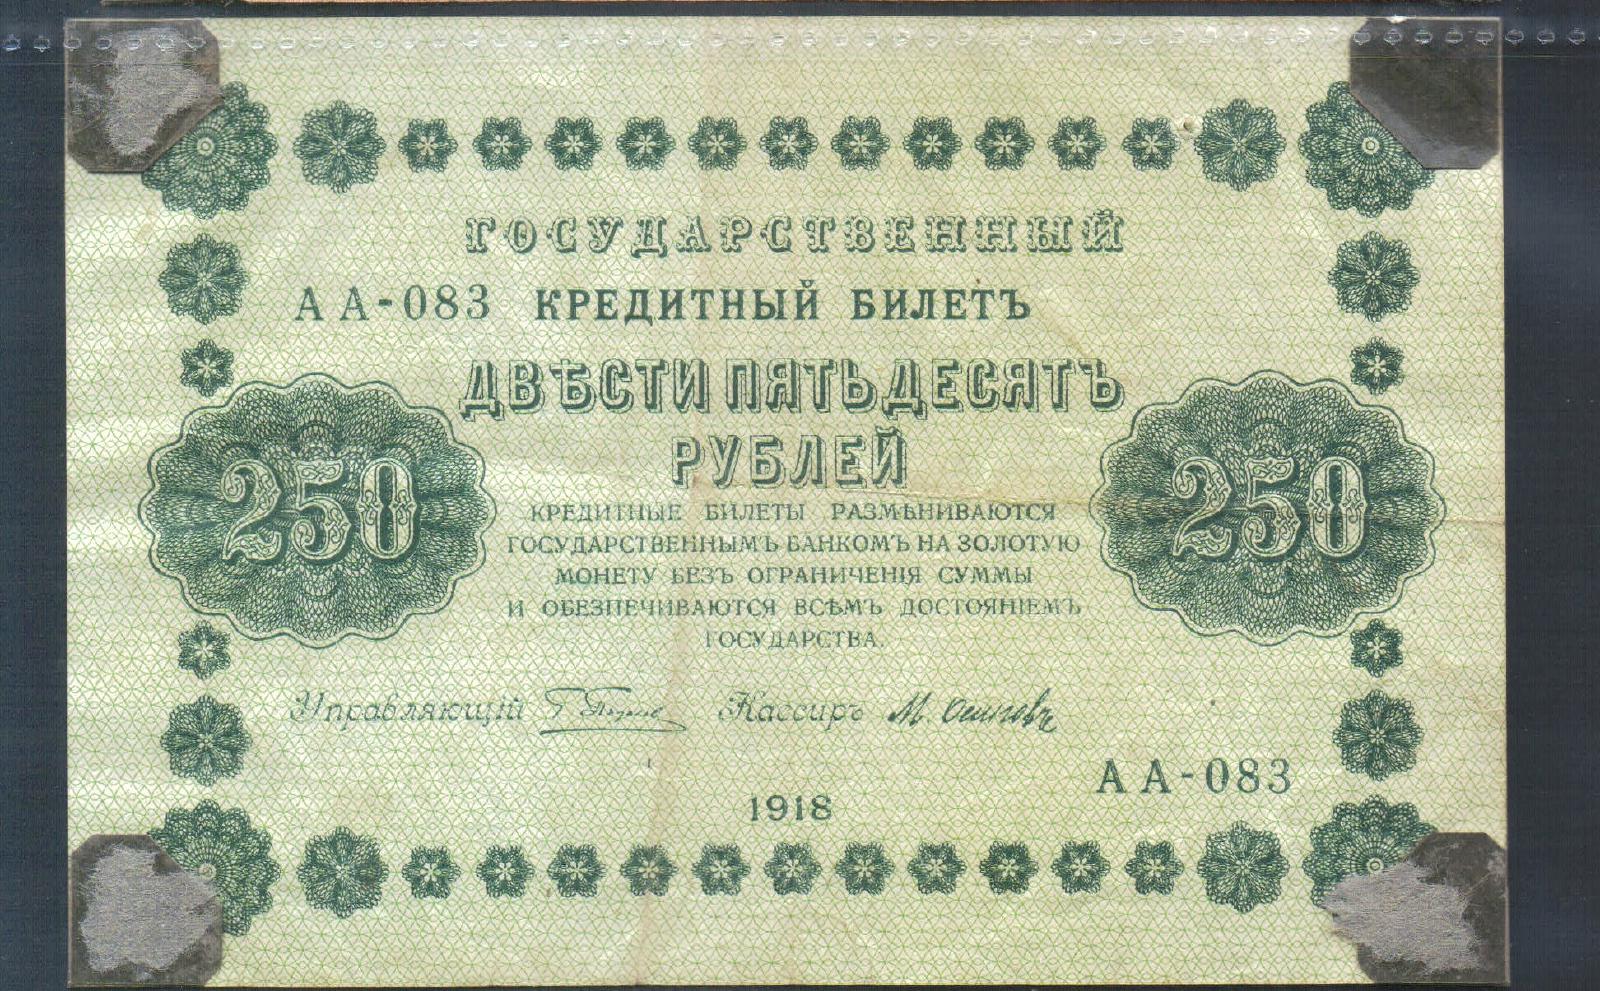 ГОСУДАРСТВЕННЫЙ
АА-083 КРЕДИТНЫЙ БИЛЕТЪ
ДВѢСТИ ПЯТЬДЕСЯТЪ
РУБЛЕЙ
250 250
КРЕДИТНЫЕ БИЛЕТЫ РАЗМѢНИВАЮТСЯ
ГОСУДАРСТВЕННЫМЪ БАНКОМЪ НА ЗОЛОТУЮ
МОНЕТУ БЕЗЪ ОГРАНИЧЕНІЯ СУММЫ
И ОБЕЗПЕЧИВАЮТСЯ ВСѢМЪ ДОСТОЯНІЕМЪ
ГОСУДАРСТВА.
Управляющій Кассиръ М. Осиповъ
АА-083
1918